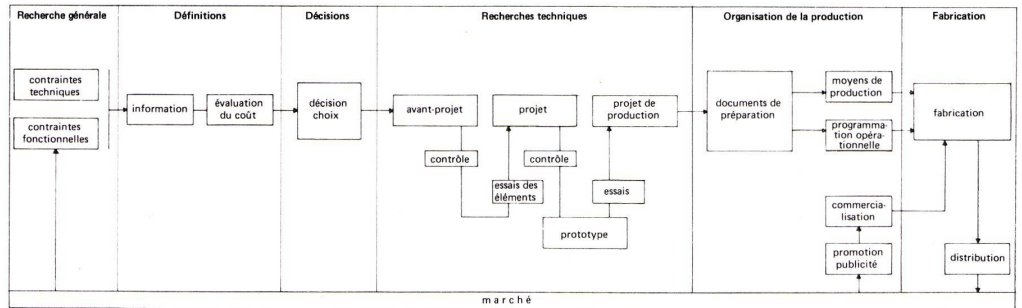 Recherche générale
Définitions
Décisions
Recherches techniques
Organisation de la production
Fabrication
contraintes
techniques
contraintes
fonctionnelles
information
évaluation
du coût
décision
choix
avant-projet
contrôle
essais des
éléments
projet
contrôle
prototype
essais
projet de
production
documents de
préparation
moyens de
production
programma-
tion opéra-
tionnelle
commercia-
lisation
promotion
publicité
fabrication
distribution
marché